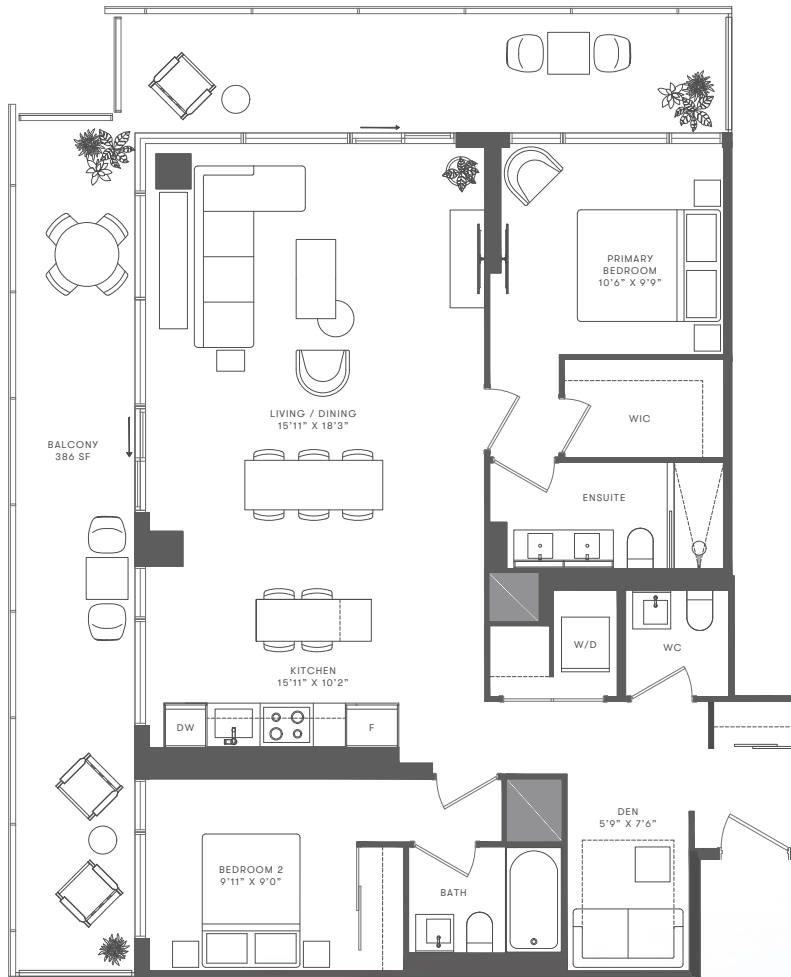 PRIMARY
BEDROOM
10'6" X 9'9"
WIC
LIVING / DINING
15'11" X 18'3"
BALCONY
386 SF
ENSUITE
W/D
WC
KITCHEN
15'11" X 10'2"
DW
F
DEN
5'9" X 7'6"
BEDROOM 2
9'11" X 9'0"
BATH